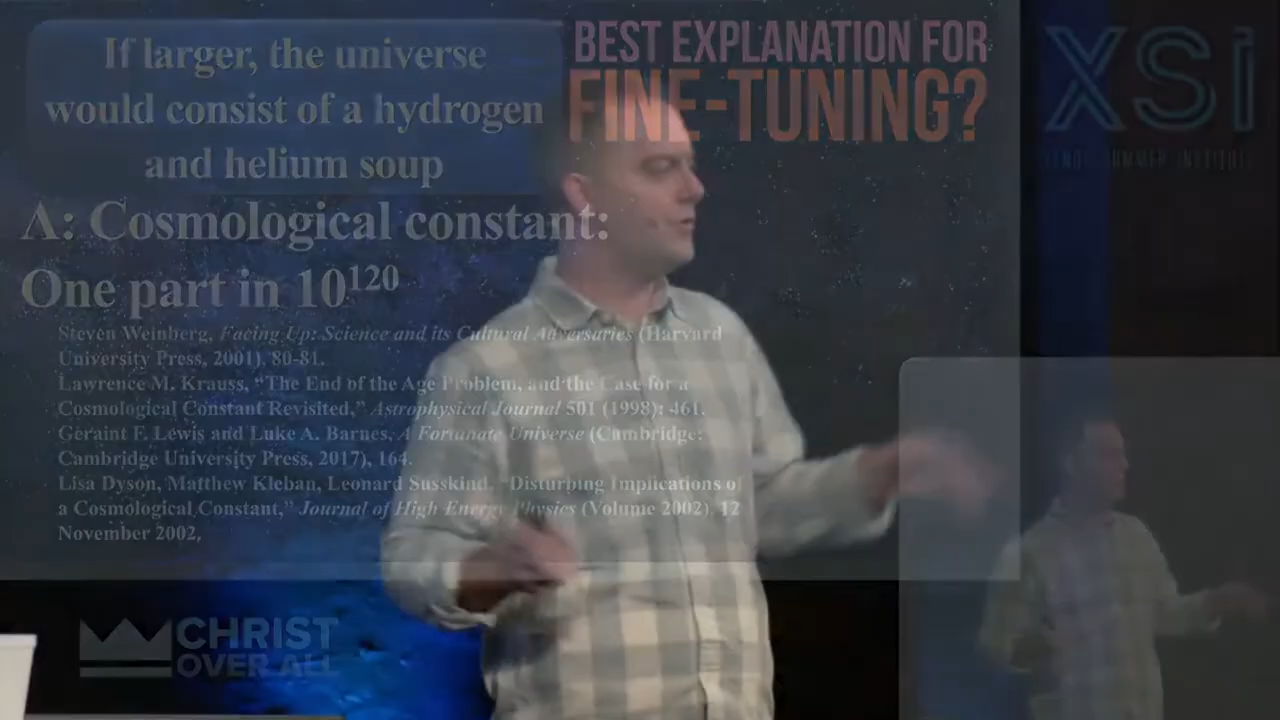 If larger, the universe
would consist of a hydrogen
and helium soup
BEST EXPLANATION FOR
FINE-TUNING?
XSI
Λ: Cosmological constant:
One part in 10¹²⁰
Steven Weinberg, Facing Up: Science and its Cultural Adversaries (Harvard
University Press, 2001), 80-81.
Lawrence M. Krauss, “The End of the Age Problem, and the Case for a
Cosmological Constant Revisited,” Astrophysical Journal 501 (1998): 461.
Geraint F. Lewis and Luke A. Barnes, A Fortunate Universe (Cambridge:
Cambridge University Press, 2017), 164.
Lisa Dyson, Matthew Kleban, Leonard Susskind, “Disturbing Implications of
a Cosmological Constant,” Journal of High Energy Physics (Volume 2002). 12
November 2002,
CHRIST
OVER ALL